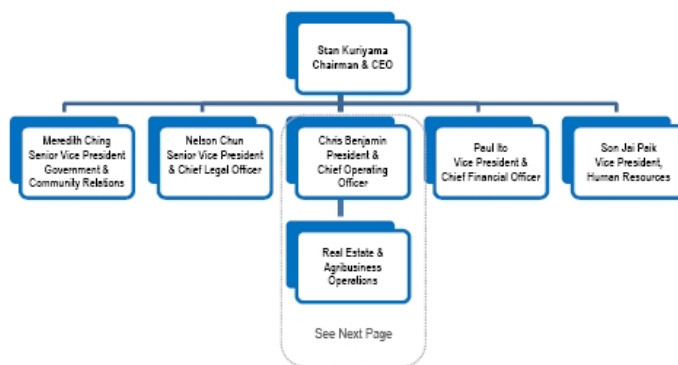 Stan Kuriyama
Chairman & CEO
Meredith Ching
Senior Vice President
Government &
Community Relations
Nelson Chun
Senior Vice President
& Chief Legal Officer
Chris Benjamin
President &
Chief Operating
Officer
Paul Ito
Vice President &
Chief Financial Officer
Son Jai Paik
Vice President,
Human Resources
Real Estate &
Agribusiness
Operations
See Next Page